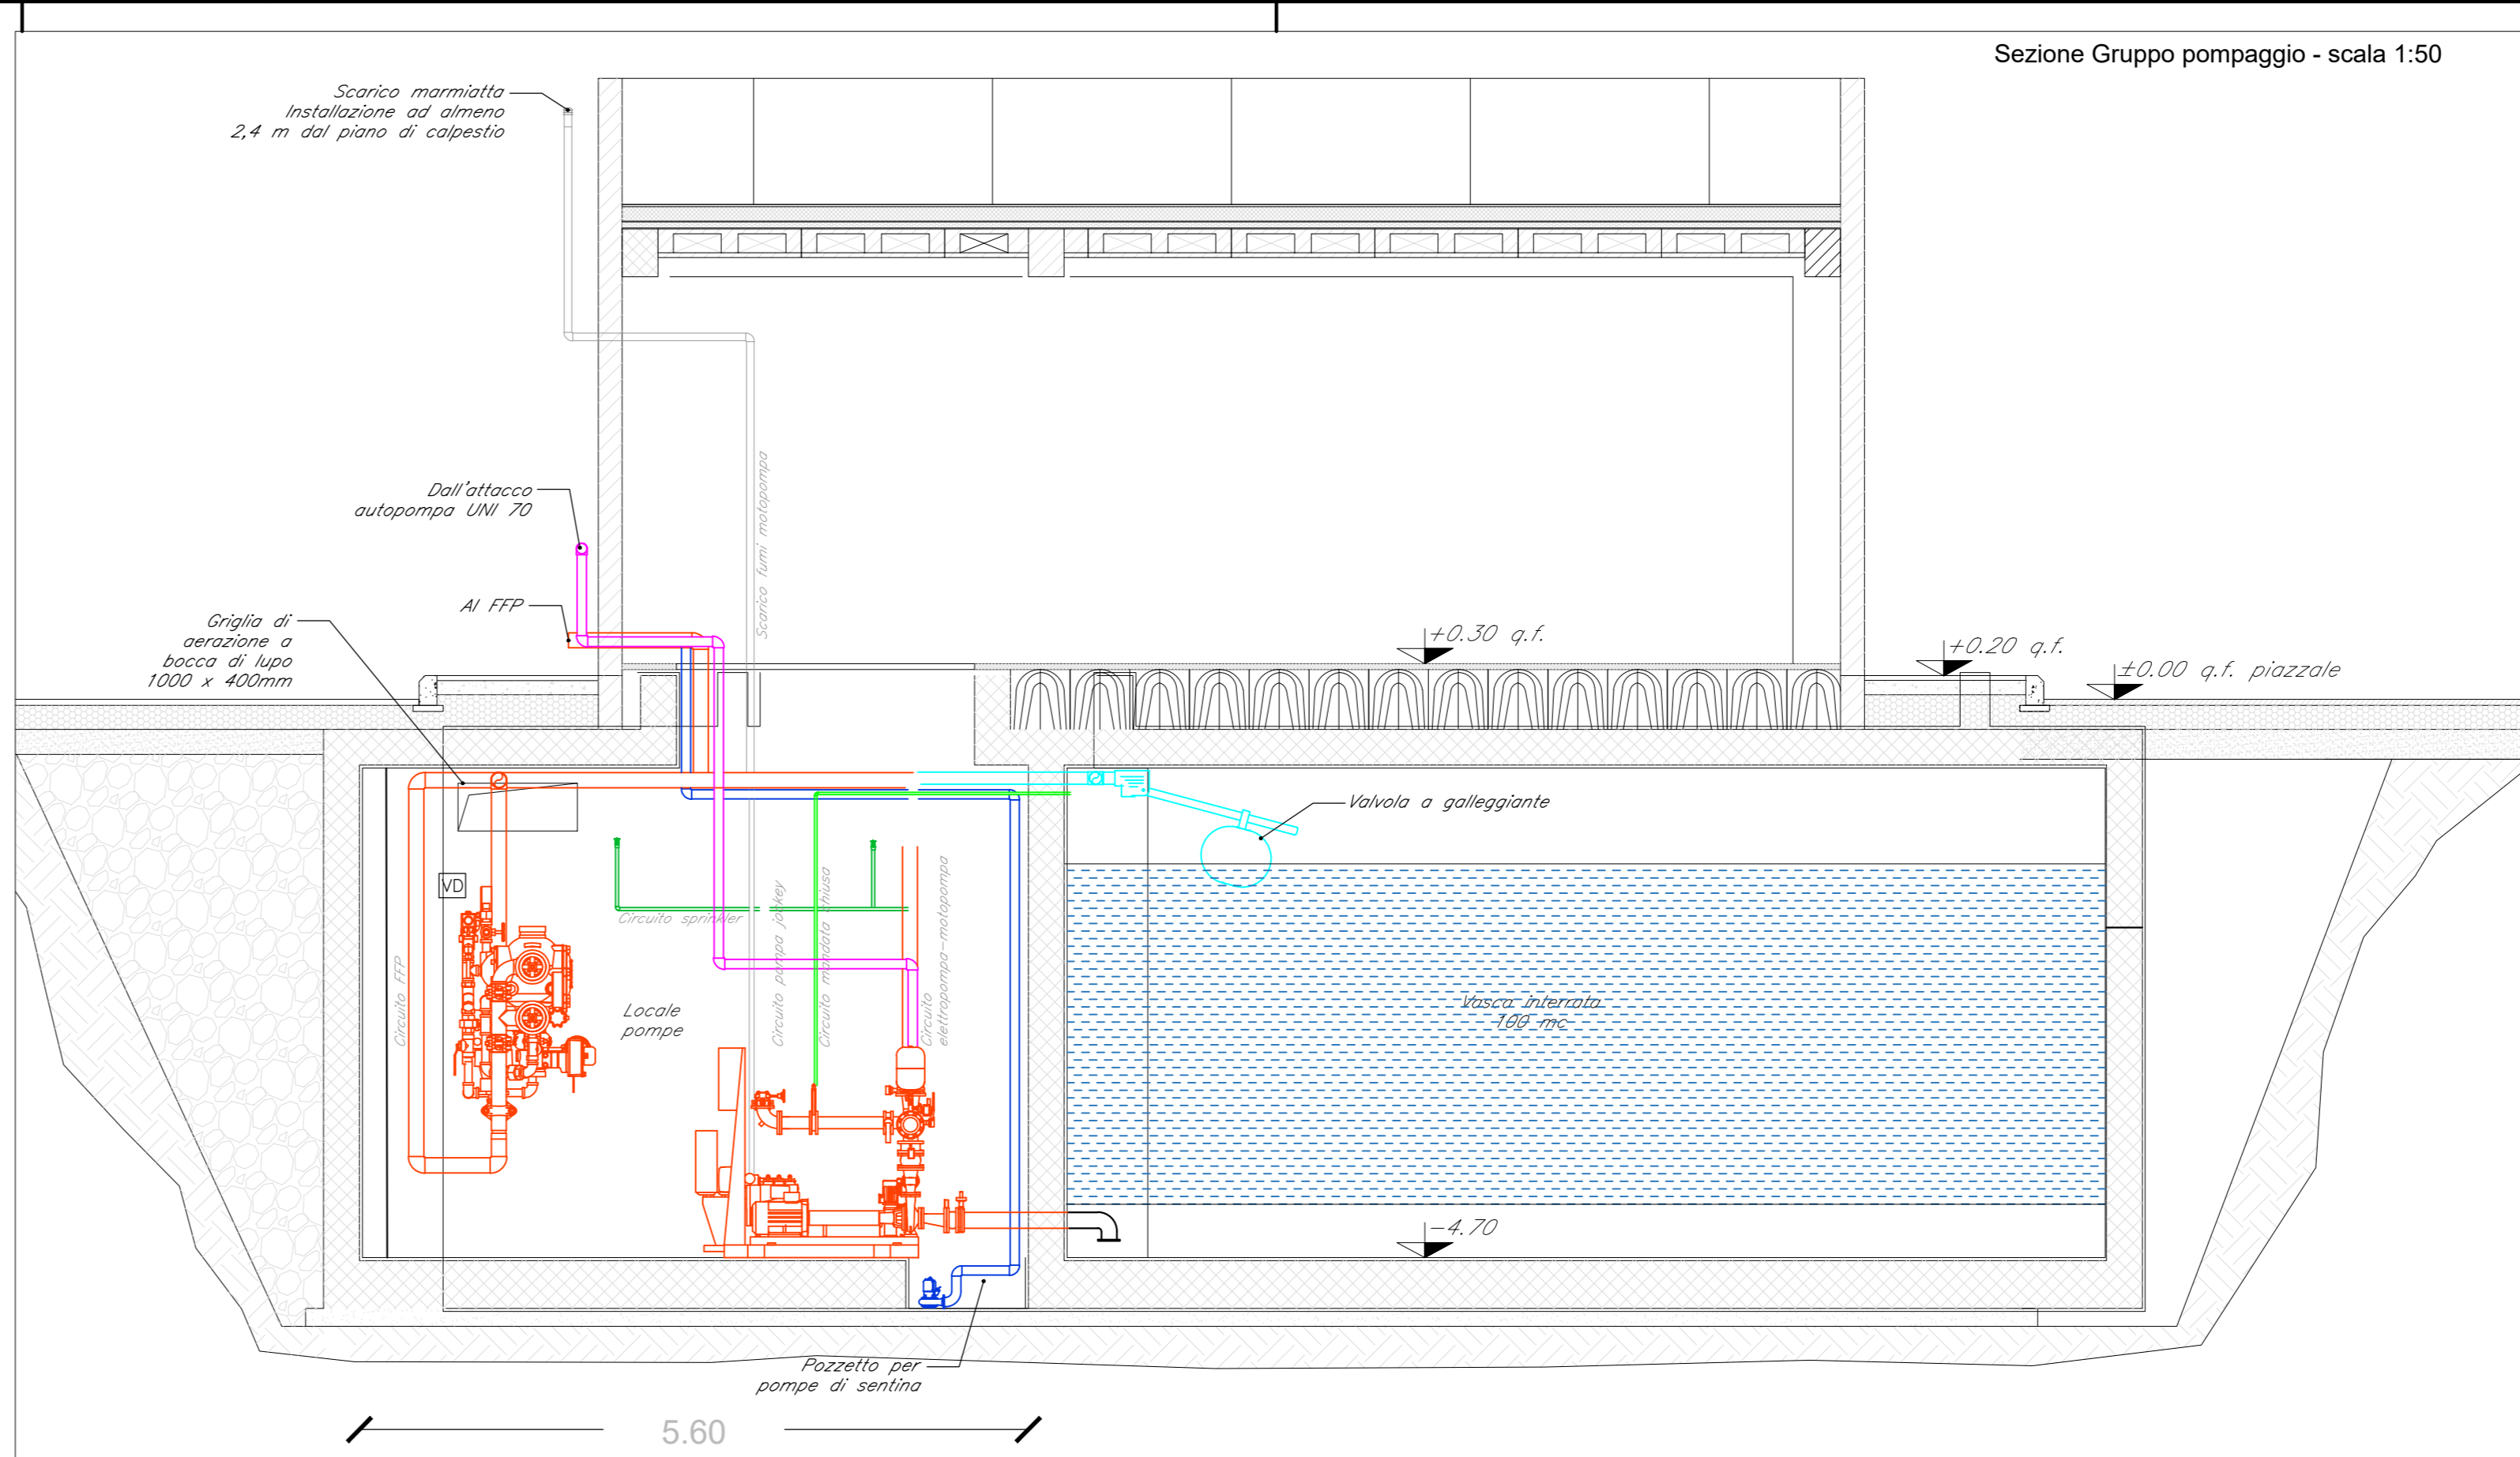 Sezione Gruppo pompaggio - scala 1:50
Scarico marmiatta
Installazione ad almeno
2,4 m dal piano di calpestio
Scarico fumi motopompa
Dall'attacco
autopompa UNI 70
Al FFP
Griglia di
aerazione a
bocca di lupo
1000 x 400mm
+0.30 q.f.
+0.20 q.f.
±0.00 q.f. piazzale
Valvola a galleggiante
VD
Circuito sprinkler
Circuito FFP
Locale
pompe
Circuito pompa jockey
Circuito mandata chiusa
Circuito
elettropompa-motopompa
Vasca interrata
100 mc
-4.70
Pozzetto per
pompe di sentina
5.60